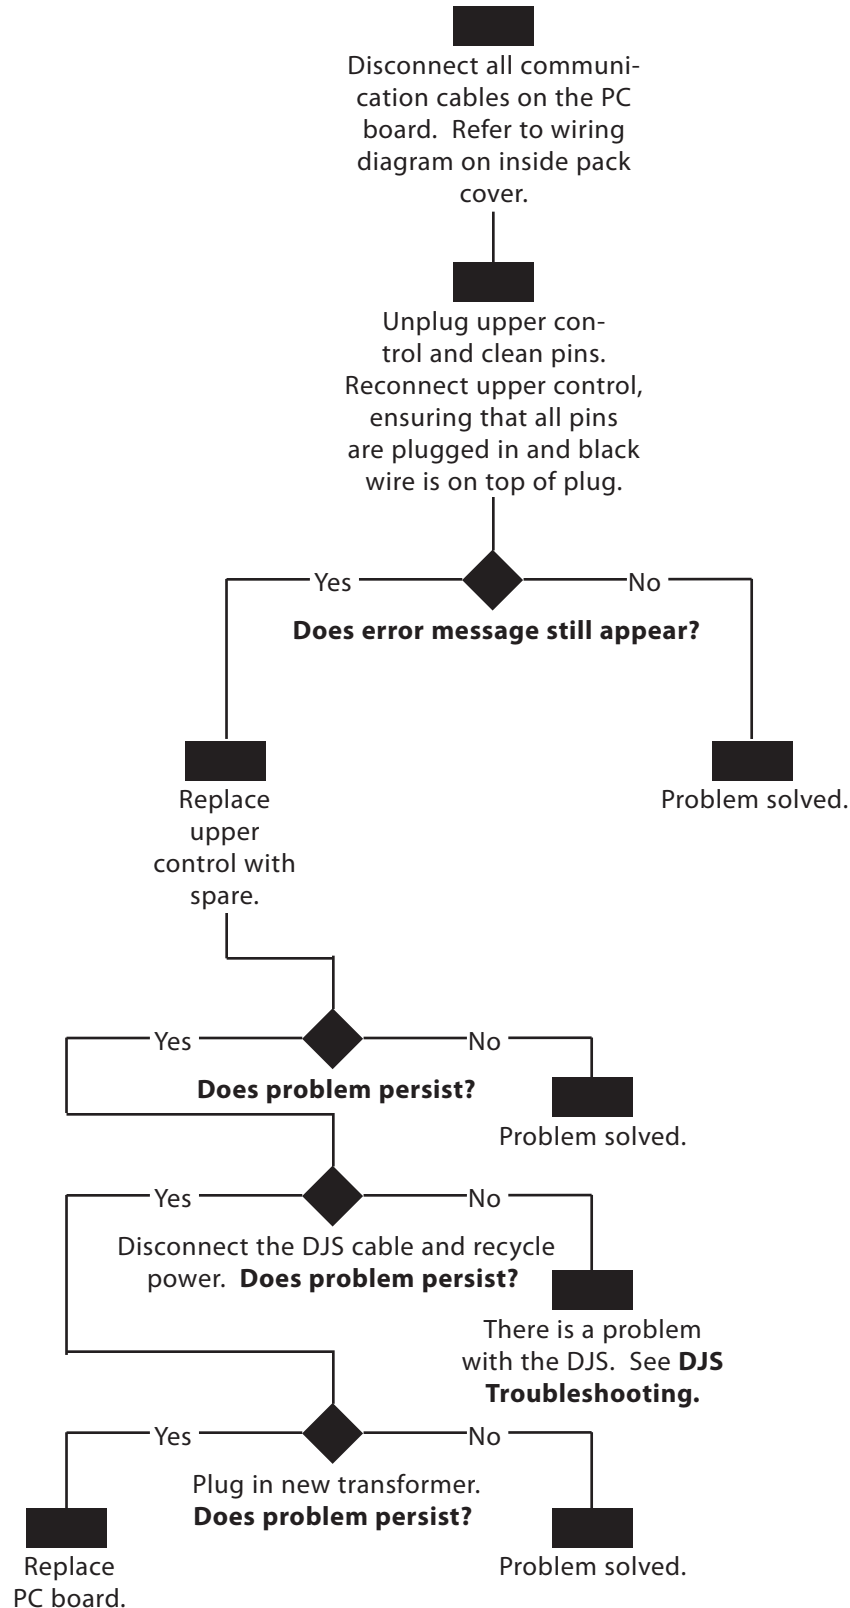 Disconnect all communi-
cation cables on the PC
board.  Refer to wiring
diagram on inside pack
cover.
Unplug upper con-
trol and clean pins.
Reconnect upper control,
ensuring that all pins
are plugged in and black
wire is on top of plug.
Yes
No
Does error message still appear?
Replace
upper
control with
spare.
Problem solved.
Yes
No
Does problem persist?
Problem solved.
Yes
No
Disconnect the DJS cable and recycle
power.  Does problem persist?
There is a problem
with the DJS.  See DJS
Troubleshooting.
Yes
No
Plug in new transformer.
Does problem persist?
Replace
PC board.
Problem solved.